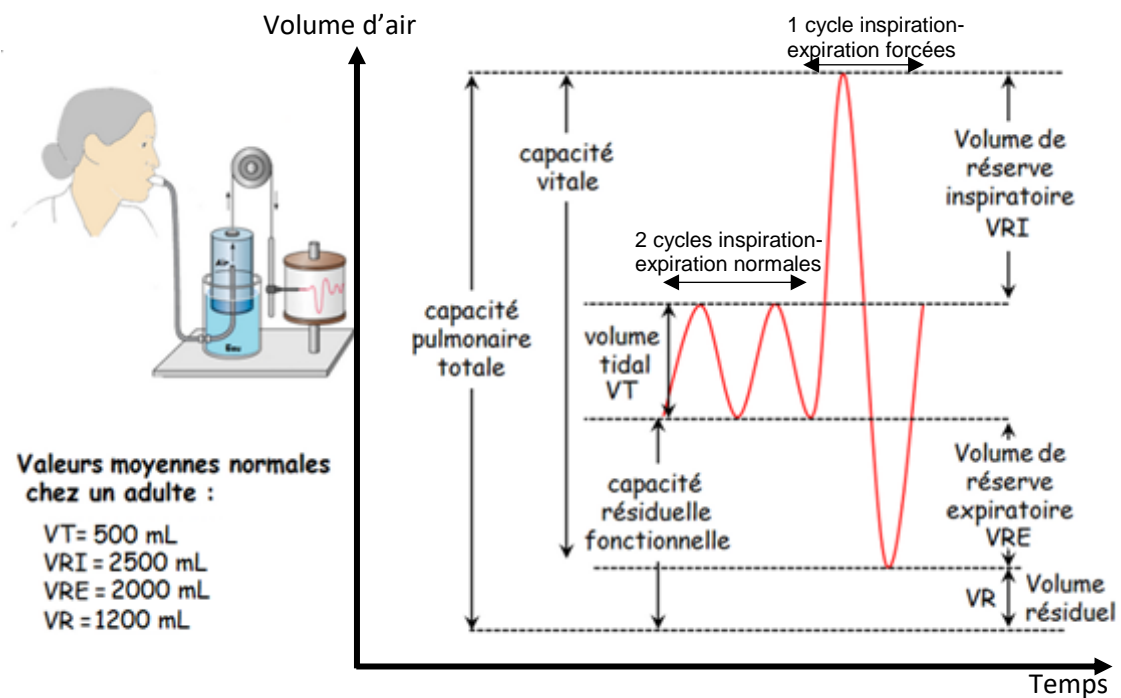 Volume d'air
1 cycle inspiration-
expiration forcées
capacité
vitale
Volume de
réserve
inspiratoire
VRI
2 cycles inspiration-
expiration normales
capacité
pulmonaire
totale
volume
tidal
VT
Air
Eau
Valeurs moyennes normales
chez un adulte :
VT= 500 mL
VRI = 2500 mL
VRE = 2000 mL
VR = 1200 mL
capacité
résiduelle
fonctionnelle
Volume de
réserve
expiratoire
VRE
VR
Volume
résiduel
Temps